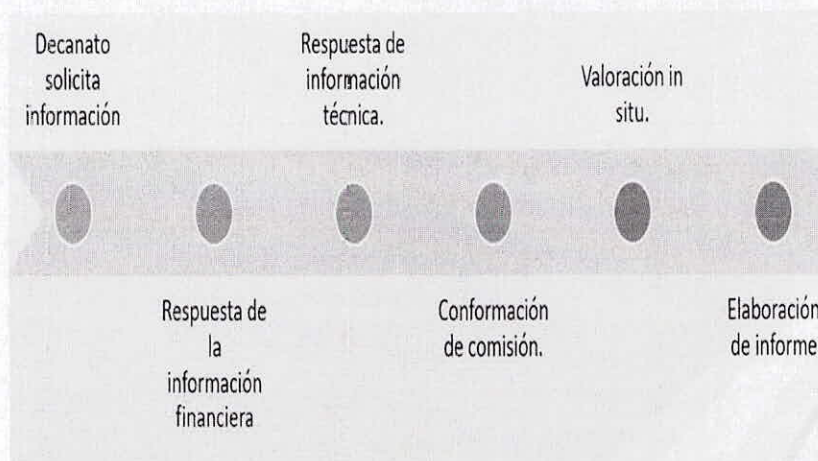 Decanato
solicita
información
Respuesta de
la
información
financiera
Respuesta de
información
técnica.
Conformación
de comisión.
Valoración in
situ.
Elaboración
de informe